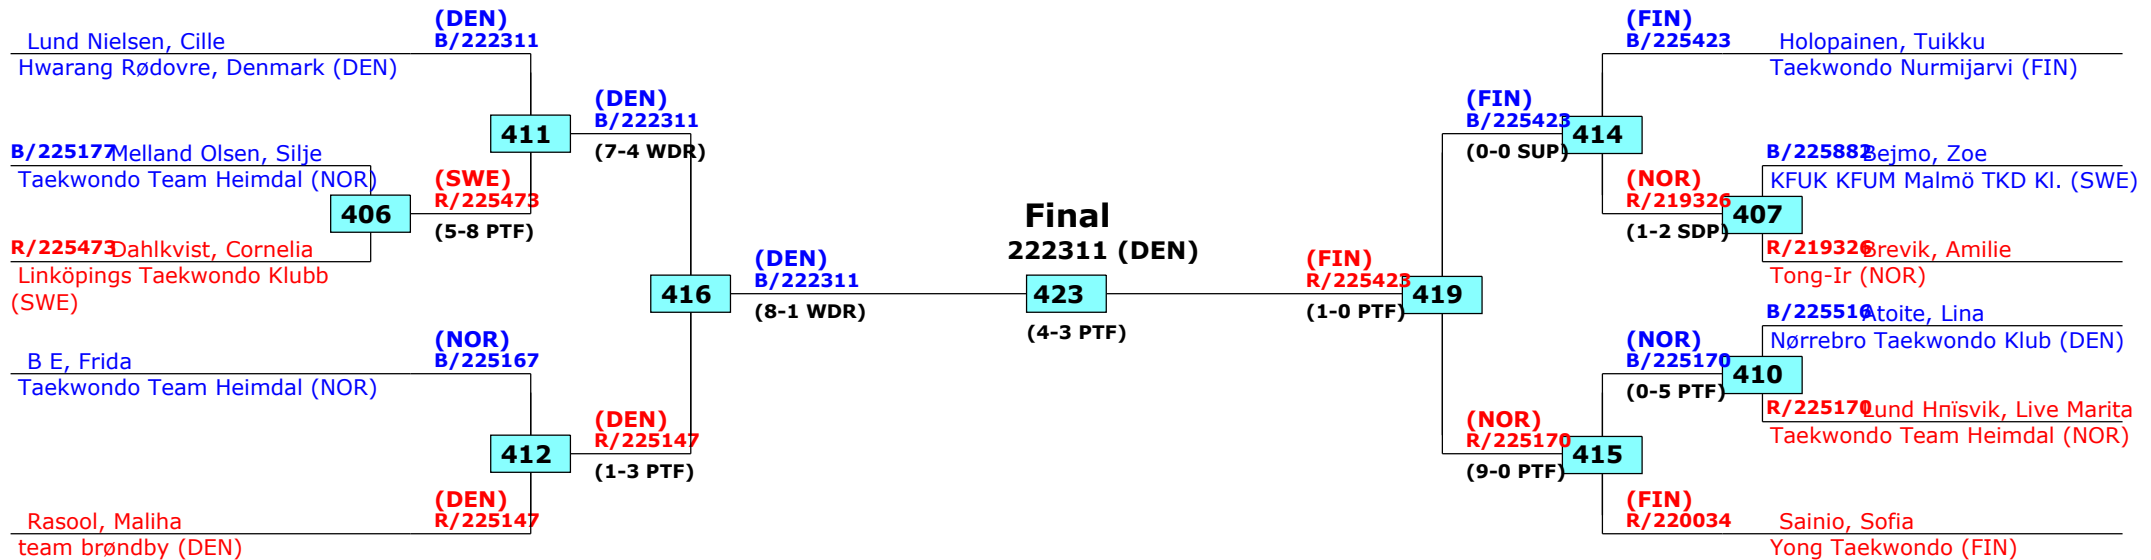 (DEN)
B/222311
Lund Nielsen, Cille
Hwarang Rødovre, Denmark (DEN)
(DEN)
B/222311
411
(7-4 WDR)
B/225177 Melland Olsen, Silje
Taekwondo Team Heimdal (NOR)
(SWE)
R/225473
406
(5-8 PTF)
R/225473 Dahlkvist, Cornelia
Linköpings Taekwondo Klubb
(SWE)
(DEN)
B/222311
416
(8-1 WDR)
(NOR)
B/225167
B E, Frida
Taekwondo Team Heimdal (NOR)
(DEN)
R/225147
412
(1-3 PTF)
(DEN)
R/225147
Rasool, Maliha
team brøndby (DEN)
Final
222311 (DEN)
423
(4-3 PTF)
(FIN)
B/225423
Holopainen, Tuikku
Taekwondo Nurmijarvi (FIN)
(FIN)
B/225423
414
(0-0 SUP)
B/225882 Bejmo, Zoe
KFUK KFUM Malmö TKD Kl. (SWE)
(NOR)
R/219326
407
(1-2 SDP)
R/219326 Brevik, Amilie
Tong-Ir (NOR)
(FIN)
R/225423
419
(1-0 PTF)
B/225516 Atoite, Lina
Nørrebro Taekwondo Klub (DEN)
(NOR)
B/225170
410
(0-5 PTF)
R/225170 Lund Hпїsvik, Live Marita
Taekwondo Team Heimdal (NOR)
(NOR)
R/225170
415
(9-0 PTF)
(FIN)
R/220034
Sainio, Sofia
Yong Taekwondo (FIN)